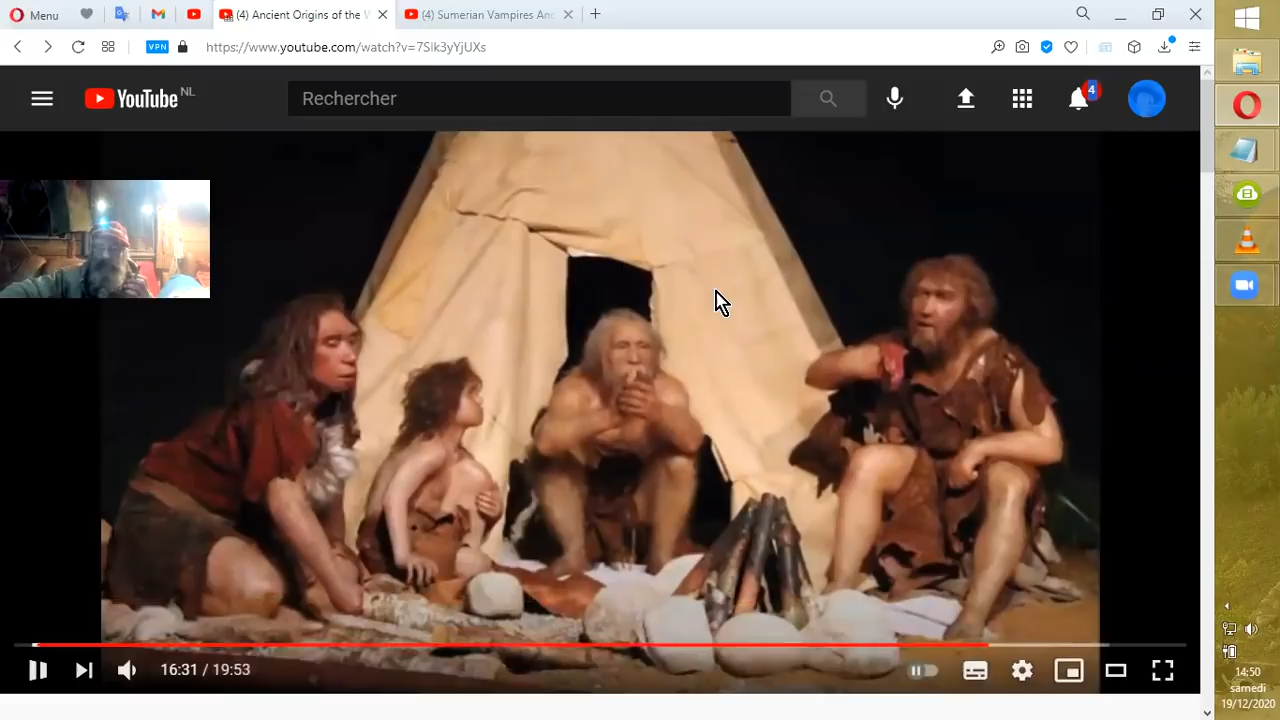 Menu
(4) Ancient Origins of the W
(4) Sumerian Vampires Anc
VPN
https://www.youtube.com/watch?v=7Sik3yYjUXs
YouTube NL
Rechercher
4
16:31 / 19:53
14:50
samedi
19/12/2020